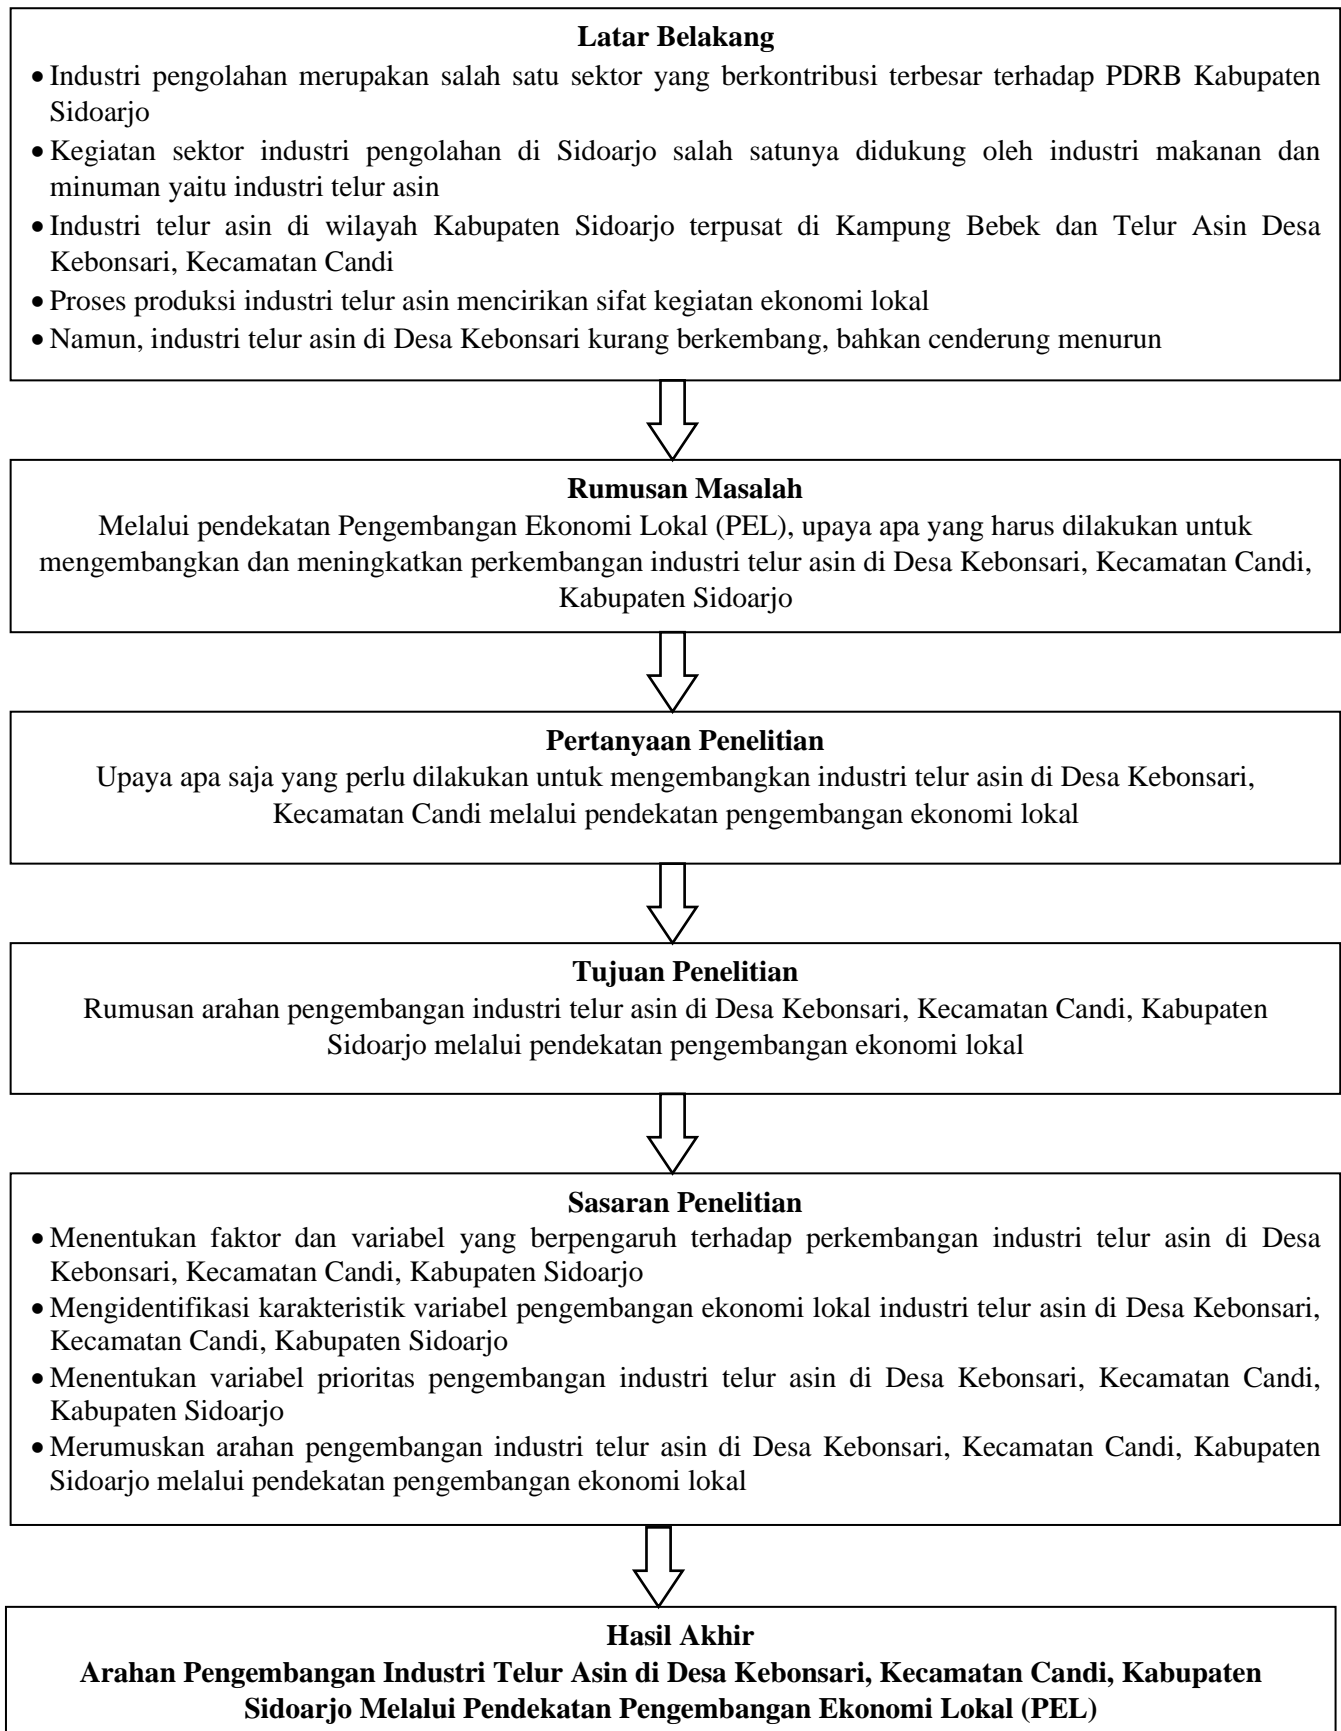 Latar Belakang
• Industri pengolahan merupakan salah satu sektor yang berkontribusi terbesar terhadap PDRB Kabupaten
Sidoarjo
• Kegiatan sektor industri pengolahan di Sidoarjo salah satunya didukung oleh industri makanan dan
minuman yaitu industri telur asin
• Industri telur asin di wilayah Kabupaten Sidoarjo terpusat di Kampung Bebek dan Telur Asin Desa
Kebonsari, Kecamatan Candi
• Proses produksi industri telur asin mencirikan sifat kegiatan ekonomi lokal
• Namun, industri telur asin di Desa Kebonsari kurang berkembang, bahkan cenderung menurun
Rumusan Masalah
Melalui pendekatan Pengembangan Ekonomi Lokal (PEL), upaya apa yang harus dilakukan untuk
mengembangkan dan meningkatkan perkembangan industri telur asin di Desa Kebonsari, Kecamatan Candi,
Kabupaten Sidoarjo
Pertanyaan Penelitian
Upaya apa saja yang perlu dilakukan untuk mengembangkan industri telur asin di Desa Kebonsari,
Kecamatan Candi melalui pendekatan pengembangan ekonomi lokal
Tujuan Penelitian
Rumusan arahan pengembangan industri telur asin di Desa Kebonsari, Kecamatan Candi, Kabupaten
Sidoarjo melalui pendekatan pengembangan ekonomi lokal
Sasaran Penelitian
• Menentukan faktor dan variabel yang berpengaruh terhadap perkembangan industri telur asin di Desa
Kebonsari, Kecamatan Candi, Kabupaten Sidoarjo
• Mengidentifikasi karakteristik variabel pengembangan ekonomi lokal industri telur asin di Desa Kebonsari,
Kecamatan Candi, Kabupaten Sidoarjo
• Menentukan variabel prioritas pengembangan industri telur asin di Desa Kebonsari, Kecamatan Candi,
Kabupaten Sidoarjo
• Merumuskan arahan pengembangan industri telur asin di Desa Kebonsari, Kecamatan Candi, Kabupaten
Sidoarjo melalui pendekatan pengembangan ekonomi lokal
Hasil Akhir
Arahan Pengembangan Industri Telur Asin di Desa Kebonsari, Kecamatan Candi, Kabupaten
Sidoarjo Melalui Pendekatan Pengembangan Ekonomi Lokal (PEL)